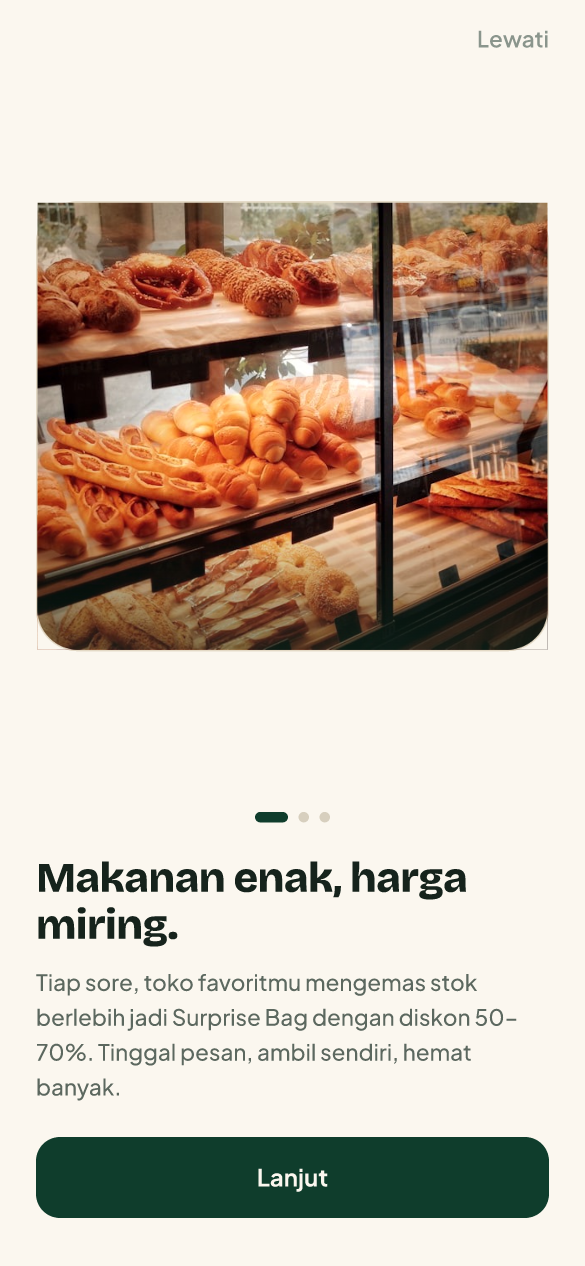 Lewati
Makanan enak, harga
miring.
Tiap sore, toko favoritmu mengemas stok
berlebih jadi Surprise Bag dengan diskon 50–
70%. Tinggal pesan, ambil sendiri, hemat
banyak.
Lanjut